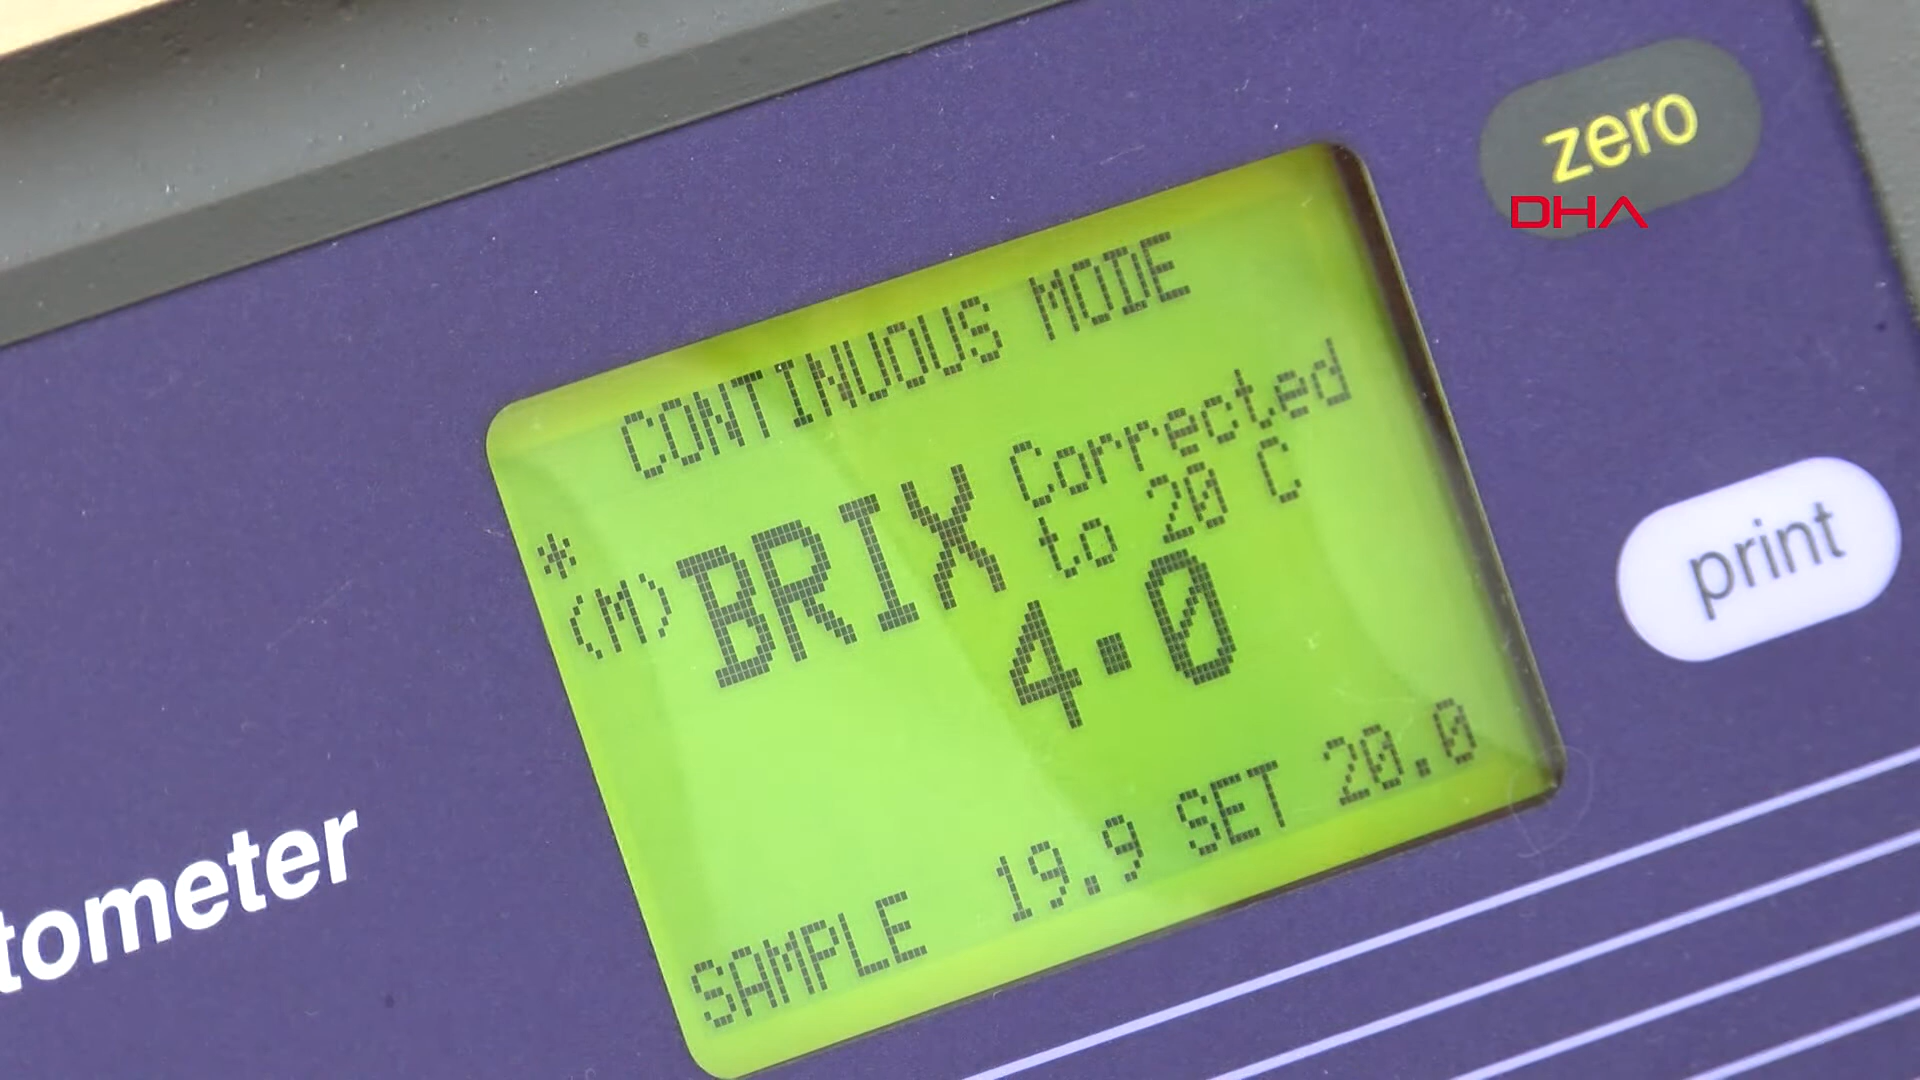 zero
DHA
CONTINUOUS MODE
Corrected
to 20 C
*
(M) BRIX
4.0
print
SAMPLE 19.9 SET 20.0
tometer